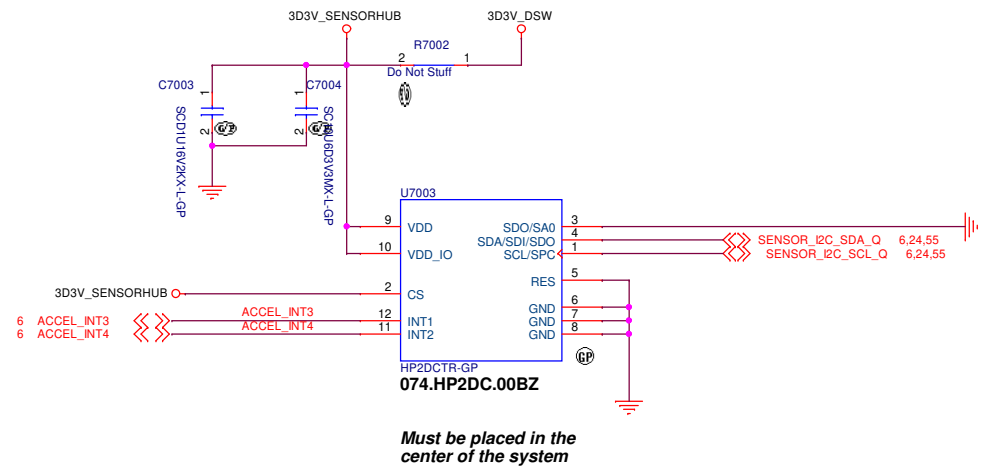 3D3V_SENSORHUB
3D3V_DSW
R7002
2
1
Do Not Stuff
C7003
1
2
SCD1U16V2KX-L-GP
C7004
1
2
U7003
9 VDD
10 VDD_IO
2 CS
12 INT1
11 INT2
SDO/SA0 3
SDA/SDI/SDO 4
SCL/SPC 1
RES 5
GND 6
GND 7
GND 8
SENSOR_I2C_SDA_Q 6,24,55
SENSOR_I2C_SCL_Q 6,24,55
3D3V_SENSORHUB
6 ACCEL_INT3
ACCEL_INT3
6 ACCEL_INT4
ACCEL_INT4
GP
HP2DCTR-GP
074.HP2DC.00BZ
Must be placed in the
center of the system